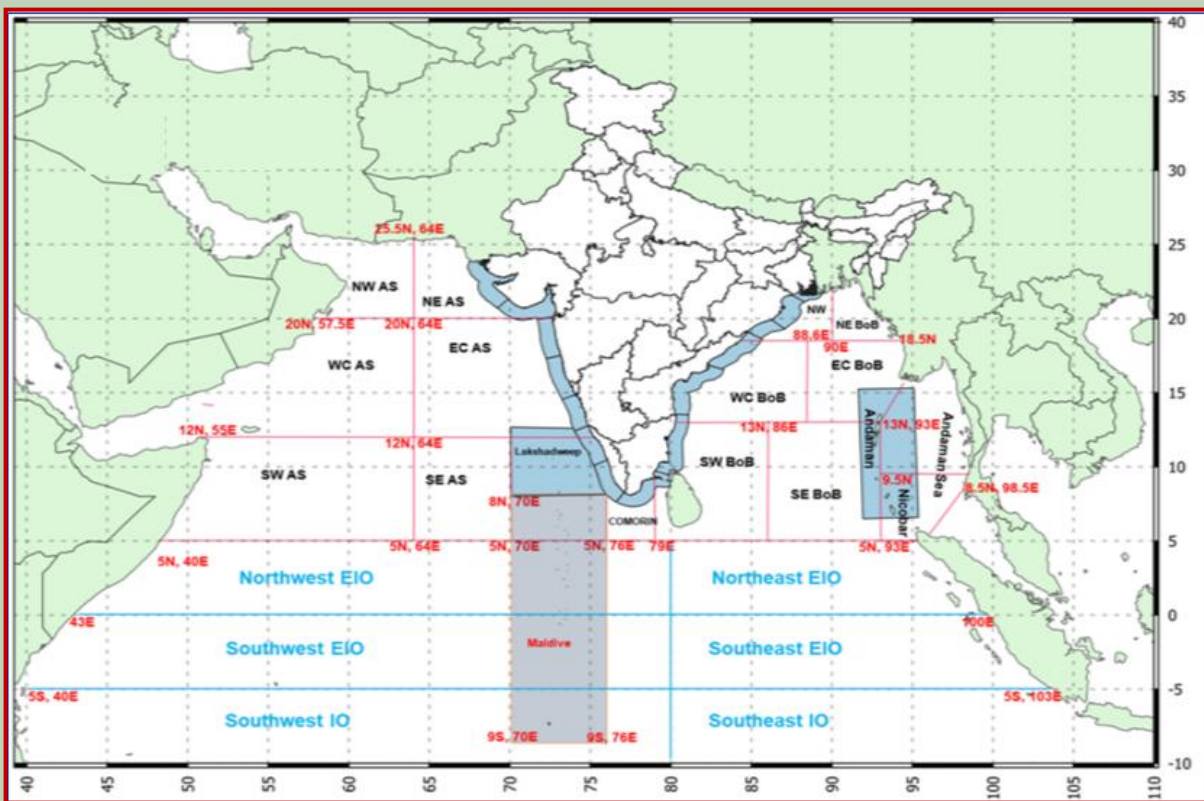 40
35
30
25
20
15
10
5
0
-5
-10
25.5N, 64E
NW AS
NE AS
20N, 57.5E
20N, 64E
WC AS
EC AS
12N, 55E
12N, 64E
SW AS
SE AS
Lakshadweep
8N, 70E
COMORIN
5N, 40E
5N, 64E
5N, 70E
5N, 76E
79E
NW
NE BoB
88.6E
90E
18.5N
EC BoB
WC BoB
13N, 86E
13N, 93E
SW BoB
SE BoB
Andaman
Nicobar
Andaman Sea
9.5N
8.5N, 98.5E
5N, 93E
Northwest EIO
Northeast EIO
43E
100E
Southwest EIO
Maldive
Southeast EIO
5S, 40E
5S, 103E
Southwest IO
Southeast IO
9S, 70E
9S, 76E
40
45
50
55
60
65
70
75
80
85
90
95
100
105
110